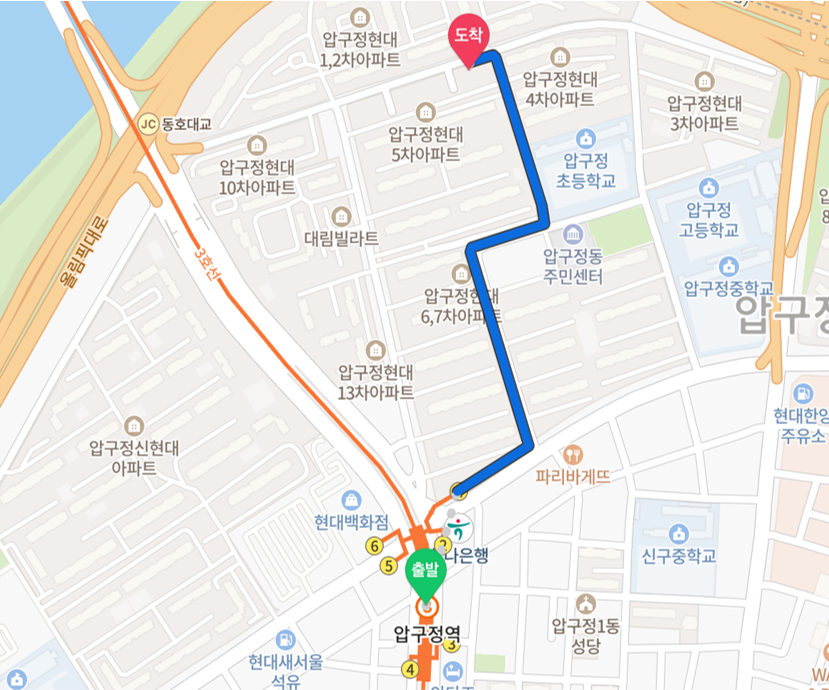 도착
압구정현대
1,2차아파트
압구정현대
4차아파트
압구정현대
3차아파트
JC
동호대교
압구정현대
5차아파트
압구정
초등학교
압구정현대
10차아파트
압구정
고등학교
대림빌라트
올림픽대로
3호선
압구정동
주민센터
압구정중학교
압구정현대
6,7차아파트
압구정
압구정현대
13차아파트
현대한양
주유소
압구정신현대
아파트
파리바게뜨
현대백화점
6
5
2
나은행
신구중학교
출발
압구정역
3
4
압구정1동
성당
현대새서울
석유